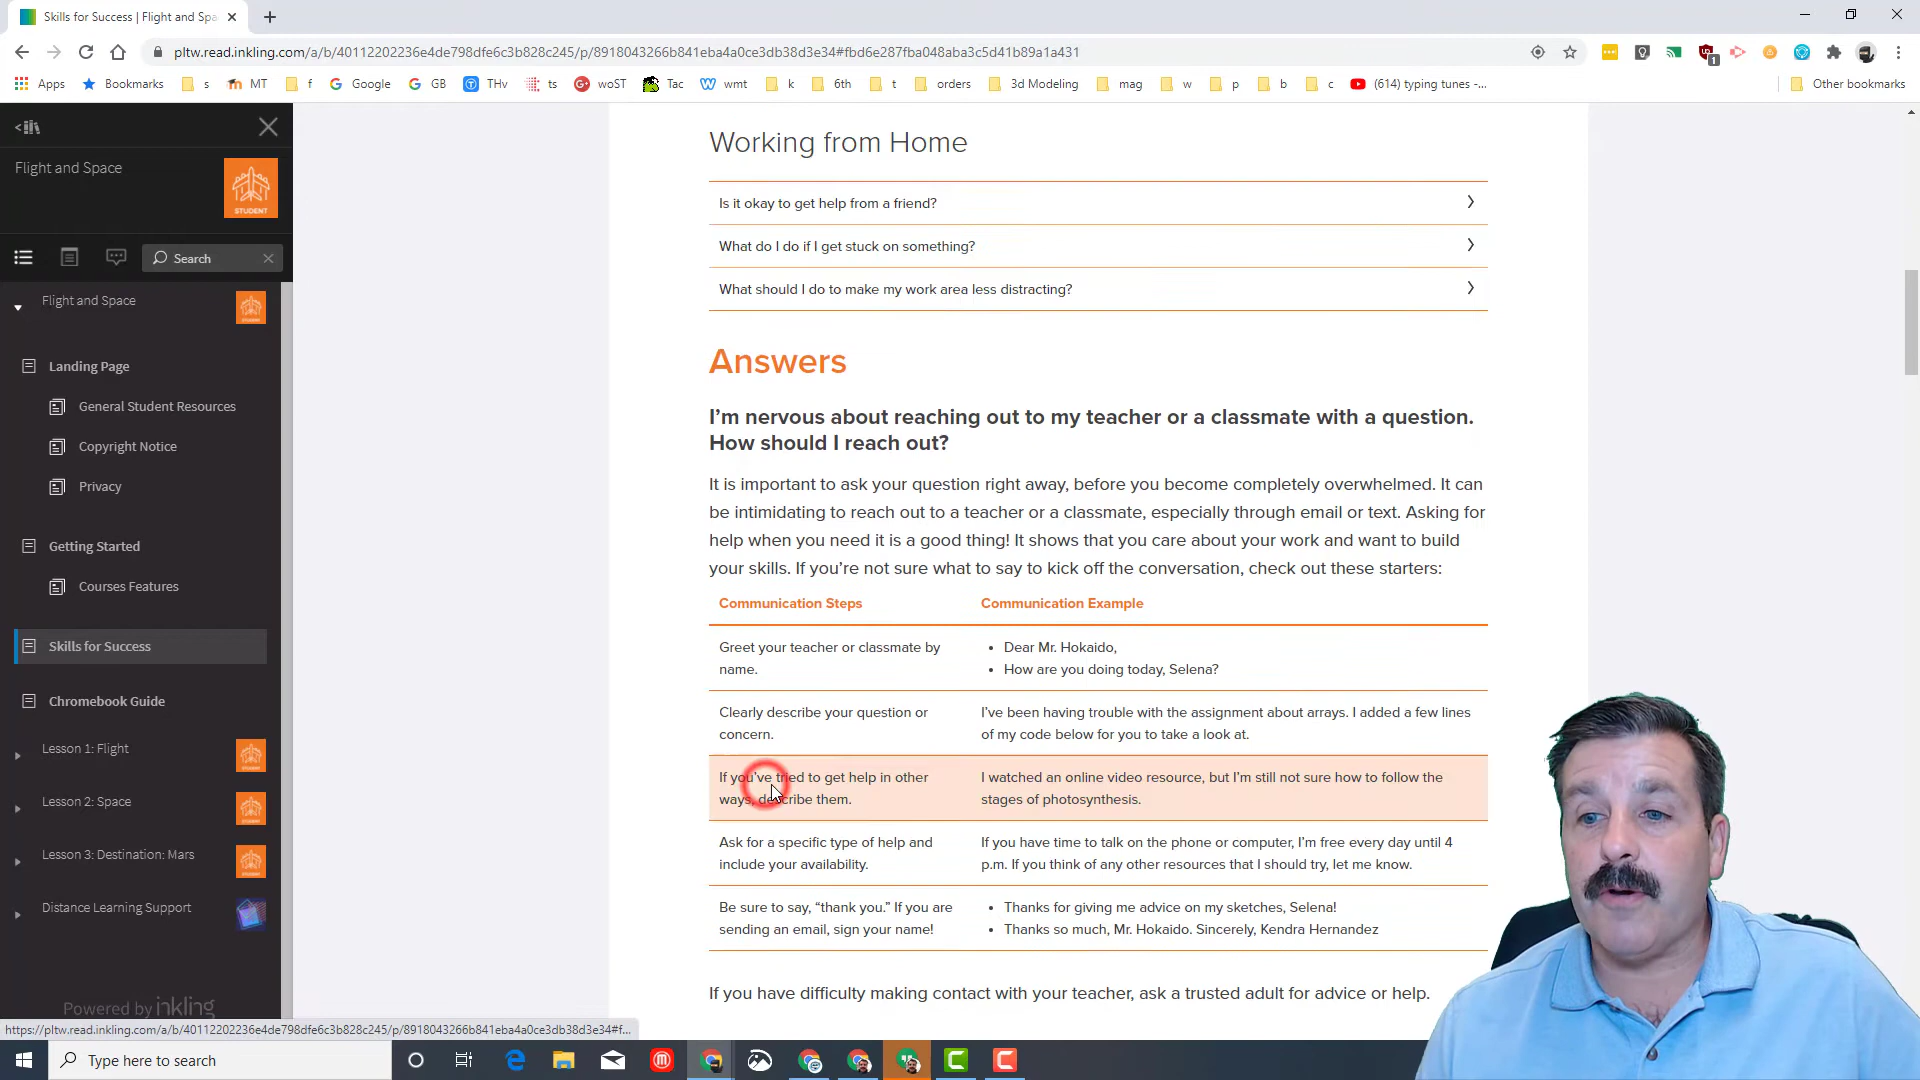 Skills for Success | Flight and Spa
pltw.read.inkling.com/a/b/40112202236e4de798dfe6c3b828c245/p/8918043266b841eba4a0ce3db38d3e34#fbd6e287fba048aba3c5d41b89a1a431
Apps
Bookmarks
s
MT
f
Google
GB
THv
ts
woST
Tac
wmt
k
6th
t
orders
3d Modeling
mag
w
p
b
c
(614) typing tunes -...
Other bookmarks
Flight and Space
STUDENT
Search
Flight and Space
Landing Page
General Student Resources
Copyright Notice
Privacy
Getting Started
Courses Features
Skills for Success
Chromebook Guide
Lesson 1: Flight
Lesson 2: Space
Lesson 3: Destination: Mars
Distance Learning Support
Powered by inkling
https://pltw.read.inkling.com/a/b/40112202236e4de798dfe6c3b828c245/p/8918043266b841eba4a0ce3db38d3e34#f...
Working from Home
Is it okay to get help from a friend?
What do I do if I get stuck on something?
What should I do to make my work area less distracting?
Answers
I’m nervous about reaching out to my teacher or a classmate with a question.
How should I reach out?
It is important to ask your question right away, before you become completely overwhelmed. It can
be intimidating to reach out to a teacher or a classmate, especially through email or text. Asking for
help when you need it is a good thing! It shows that you care about your work and want to build
your skills. If you’re not sure what to say to kick off the conversation, check out these starters:
Communication Steps
Communication Example
Greet your teacher or classmate by
name.
• Dear Mr. Hokaido,
• How are you doing today, Selena?
Clearly describe your question or
concern.
I’ve been having trouble with the assignment about arrays. I added a few lines
of my code below for you to take a look at.
If you’ve tried to get help in other
ways, describe them.
I watched an online video resource, but I’m still not sure how to follow the
stages of photosynthesis.
Ask for a specific type of help and
include your availability.
If you have time to talk on the phone or computer, I’m free every day until 4
p.m. If you think of any other resources that I should try, let me know.
Be sure to say, “thank you.” If you are
sending an email, sign your name!
• Thanks for giving me advice on my sketches, Selena!
• Thanks so much, Mr. Hokaido. Sincerely, Kendra Hernandez
If you have difficulty making contact with your teacher, ask a trusted adult for advice or help.
Type here to search